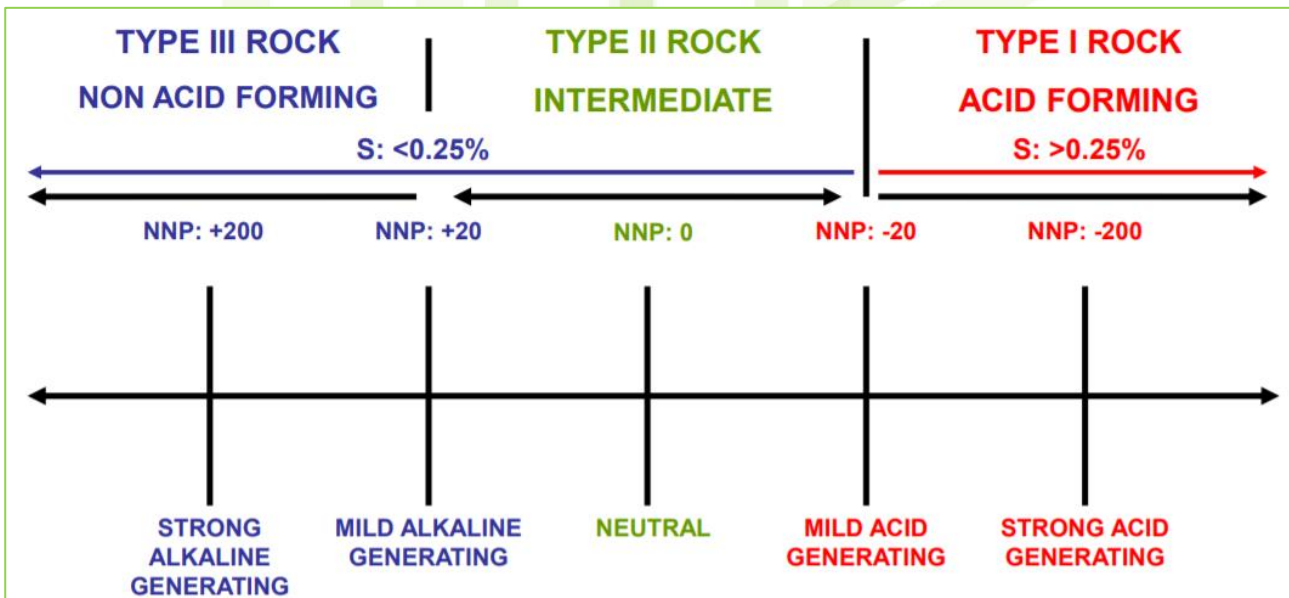 TYPE III ROCK
NON ACID FORMING
TYPE II ROCK
INTERMEDIATE
TYPE I ROCK
ACID FORMING
S: <0.25%
S: >0.25%
NNP: +200
NNP: +20
NNP: 0
NNP: -20
NNP: -200
STRONG
ALKALINE
GENERATING
MILD ALKALINE
GENERATING
NEUTRAL
MILD ACID
GENERATING
STRONG ACID
GENERATING